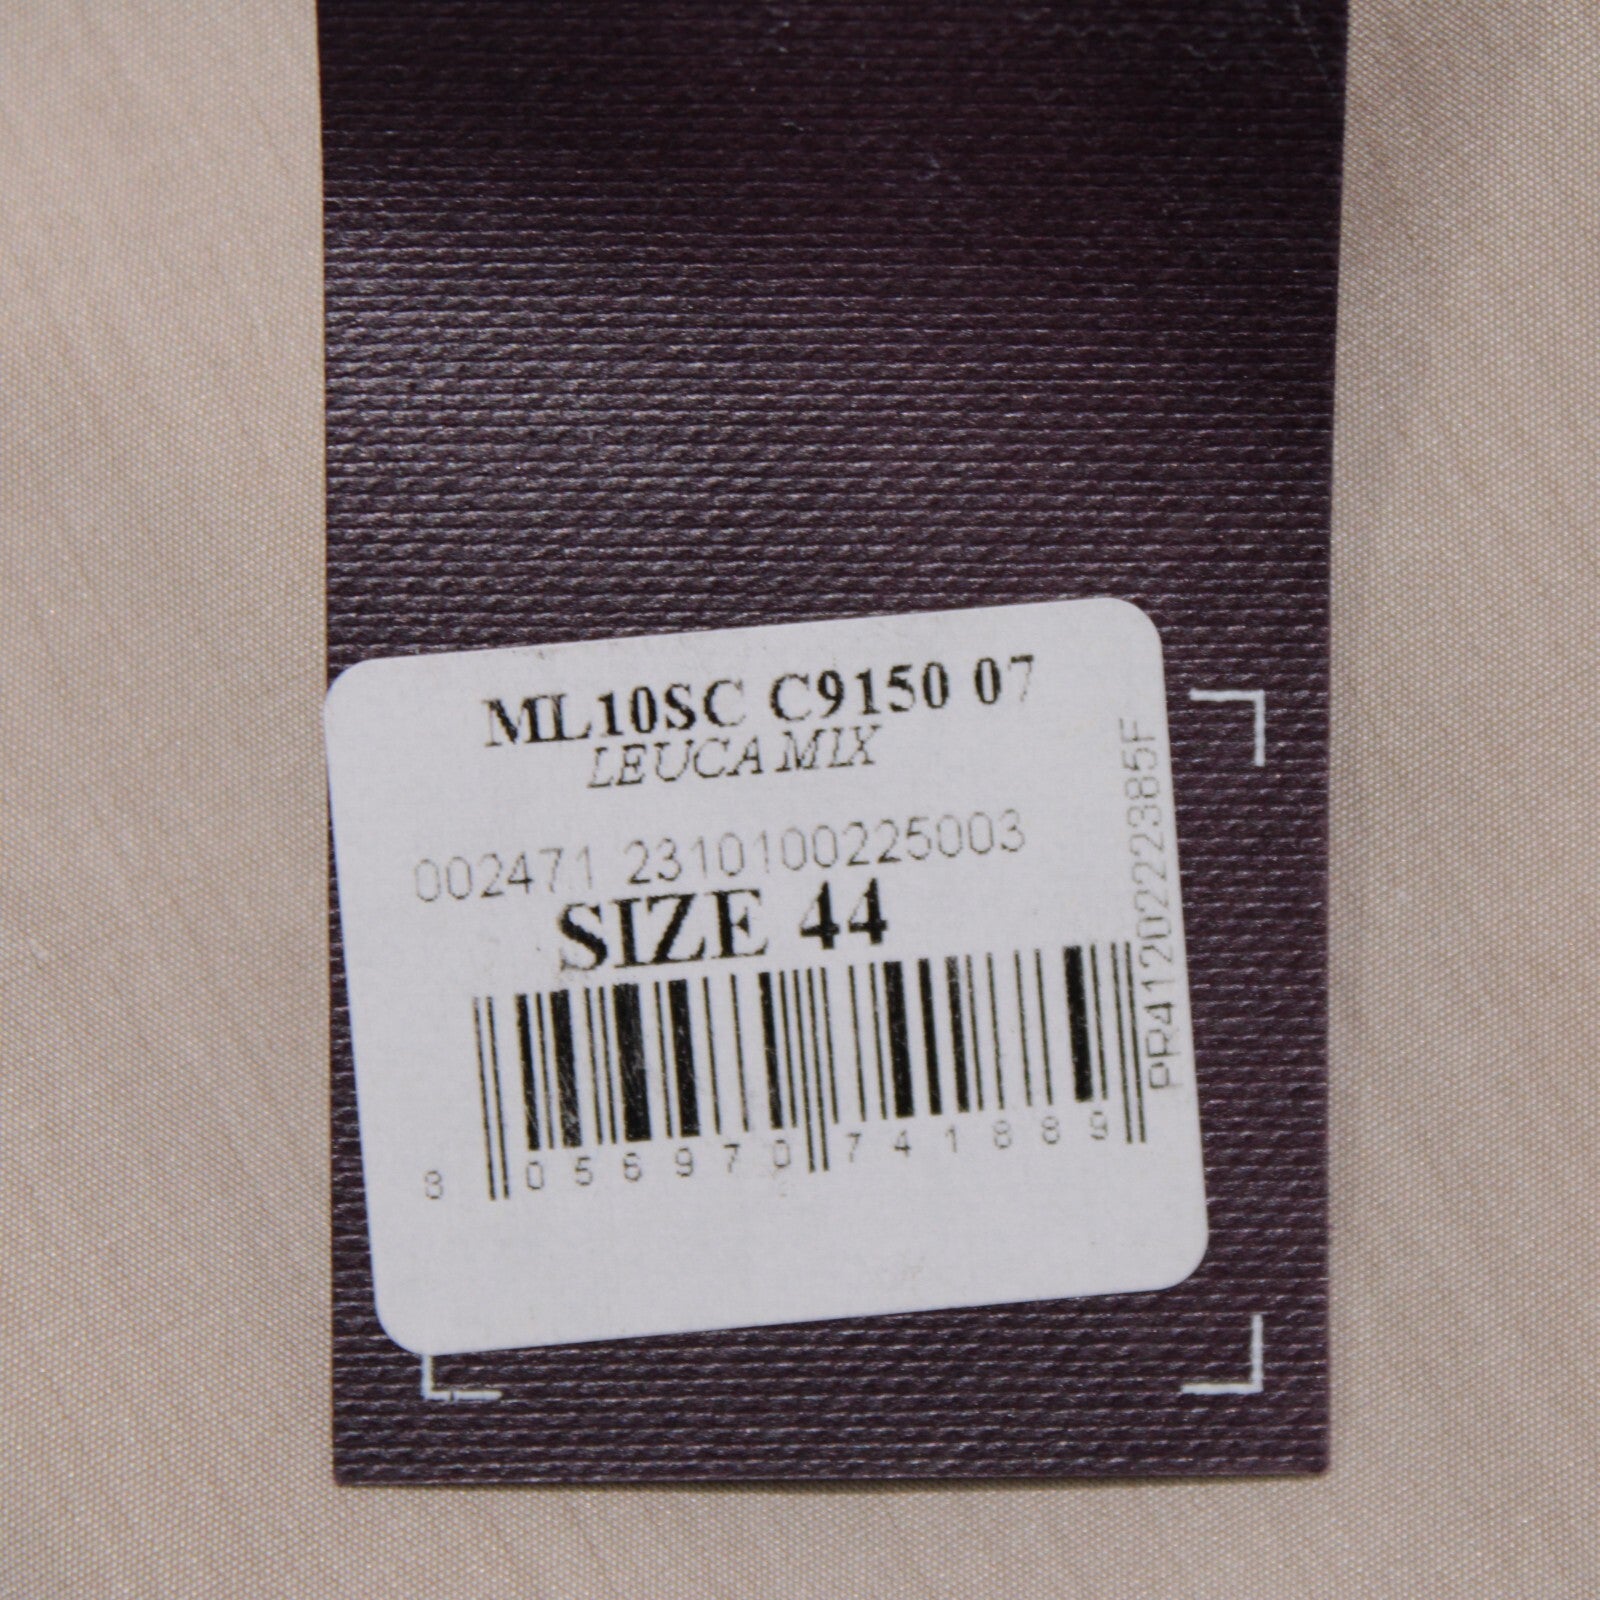 ML10SC C9150 07
LEUCA MIX
002471 2310100225003
SIZE 44
8 056970 741889
PR4120222385F